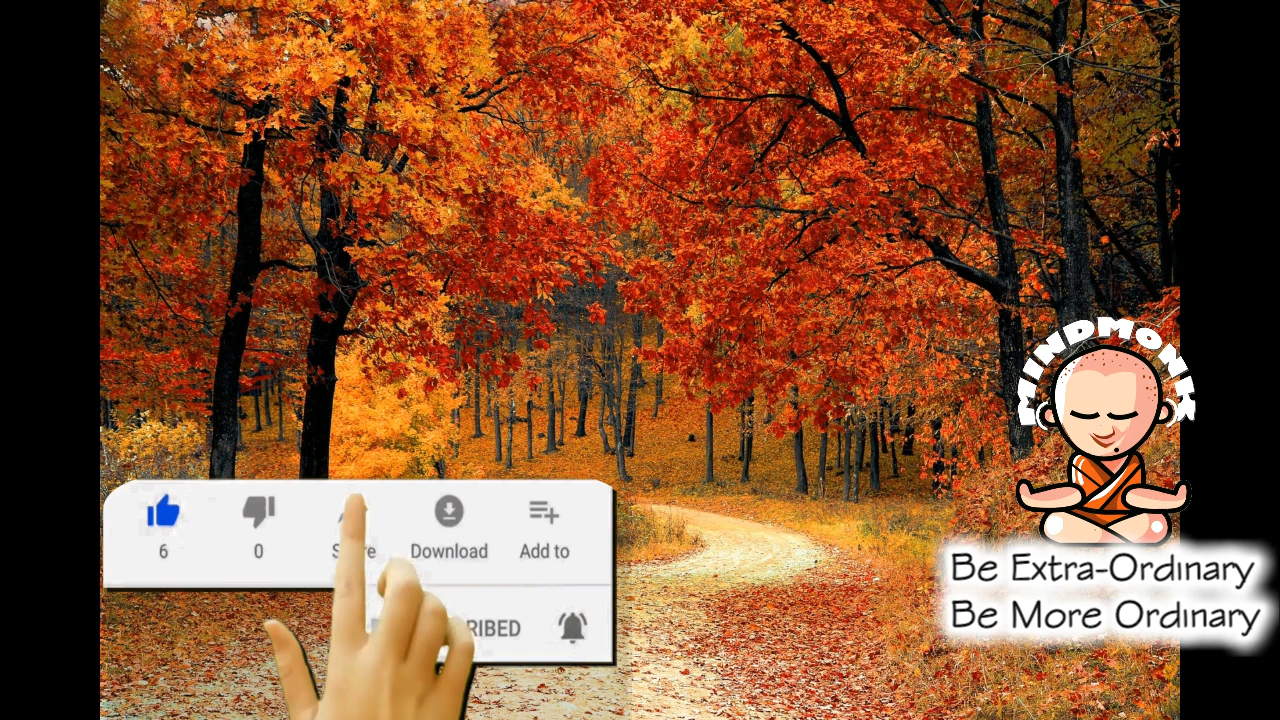 MINDMONK
6
0
Download
Add to
Be Extra-Ordinary
Be More Ordinary